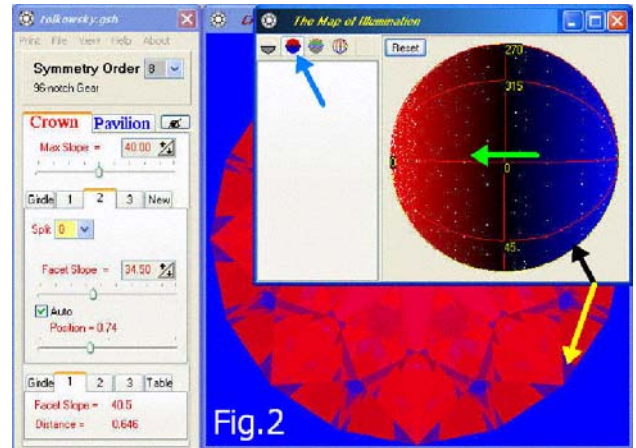 tolkowsky.gsh
Print File View Help About
Symmetry Order 8
96-notch Gear
Crown Pavilion
Max Slope = 40.00
Girdle 1 2 3 New
Split 0
Facet Slope = 34.50
Auto
Position = 0.74
Girdle 1 2 3 Table
Facet Slope = 40.5
Distance = 0.646
The Map of Illumination
Reset
270
315
0
0
45
Fig.2